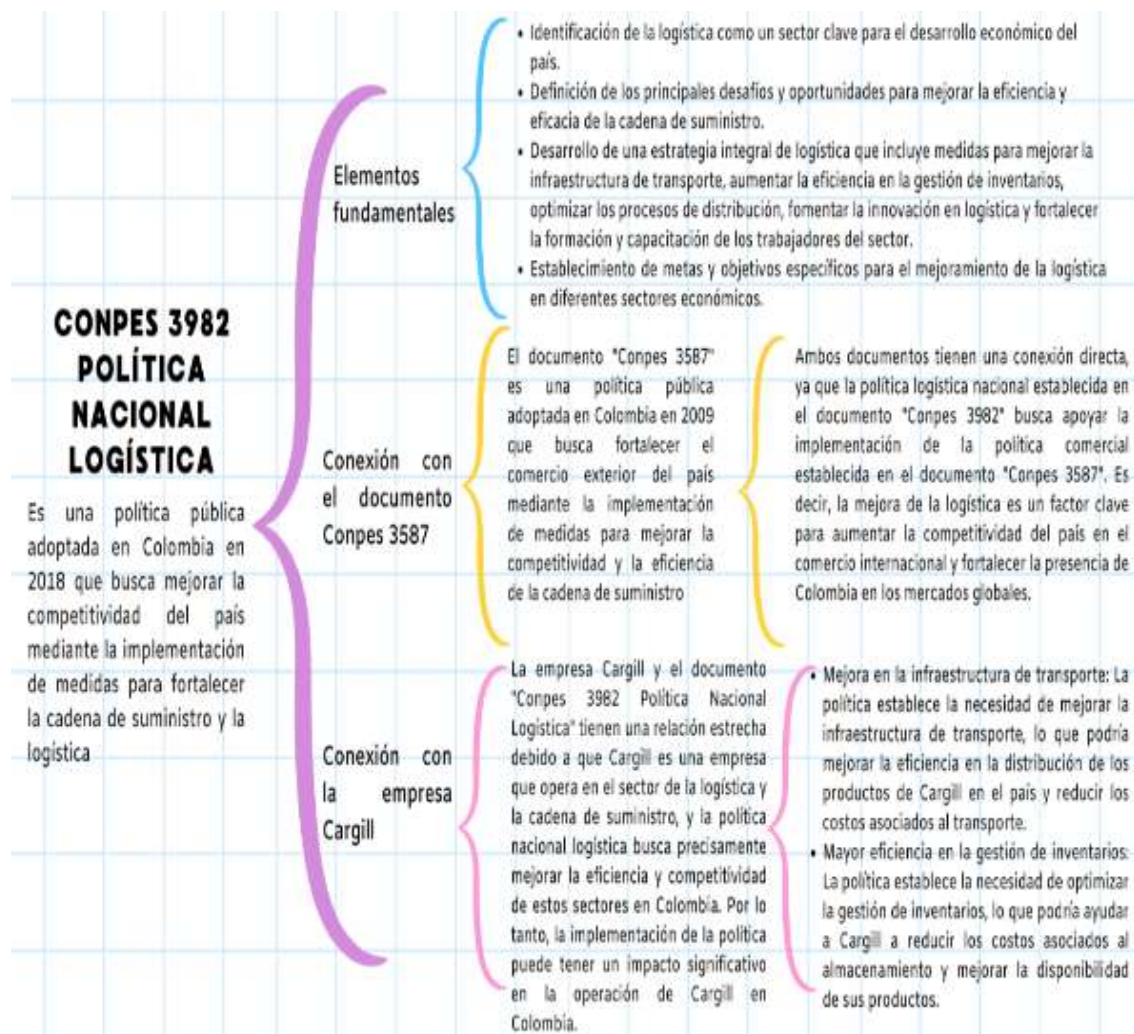 CONPES 3982
POLÍTICA
NACIONAL
LOGÍSTICA
Es una política pública
adoptada en Colombia en
2018 que busca mejorar la
competitividad del país
mediante la implementación
de medidas para fortalecer
la cadena de suministro y la
logística
Elementos
fundamentales
• Identificación de la logística como un sector clave para el desarrollo económico del
país.
• Definición de los principales desafíos y oportunidades para mejorar la eficiencia y
eficacia de la cadena de suministro.
• Desarrollo de una estrategia integral de logística que incluye medidas para mejorar la
infraestructura de transporte, aumentar la eficiencia en la gestión de inventarios,
optimizar los procesos de distribución, fomentar la innovación en logística y fortalecer
la formación y capacitación de los trabajadores del sector.
• Establecimiento de metas y objetivos específicos para el mejoramiento de la logística
en diferentes sectores económicos.
Conexión con
el documento
Conpes 3587
El documento "Conpes 3587"
es una política pública
adoptada en Colombia en 2009
que busca fortalecer el
comercio exterior del país
mediante la implementación
de medidas para mejorar la
competitividad y la eficiencia
de la cadena de suministro
Ambos documentos tienen una conexión directa,
ya que la política logística nacional establecida en
el documento "Conpes 3982" busca apoyar la
implementación de la política comercial
establecida en el documento "Conpes 3587". Es
decir, la mejora de la logística es un factor clave
para aumentar la competitividad del país en el
comercio internacional y fortalecer la presencia de
Colombia en los mercados globales.
Conexión con
la empresa
Cargill
La empresa Cargill y el documento
"Conpes 3982 Política Nacional
Logística" tienen una relación estrecha
debido a que Cargill es una empresa
que opera en el sector de la logística y
la cadena de suministro, y la política
nacional logística busca precisamente
mejorar la eficiencia y competitividad
de estos sectores en Colombia. Por lo
tanto, la implementación de la política
puede tener un impacto significativo
en la operación de Cargill en
Colombia.
• Mejora en la infraestructura de transporte: La
política establece la necesidad de mejorar la
infraestructura de transporte, lo que podría
mejorar la eficiencia en la distribución de los
productos de Cargill en el país y reducir los
costos asociados al transporte.
• Mayor eficiencia en la gestión de inventarios:
La política establece la necesidad de optimizar
la gestión de inventarios, lo que podría ayudar
a Cargill a reducir los costos asociados al
almacenamiento y mejorar la disponibilidad
de sus productos.